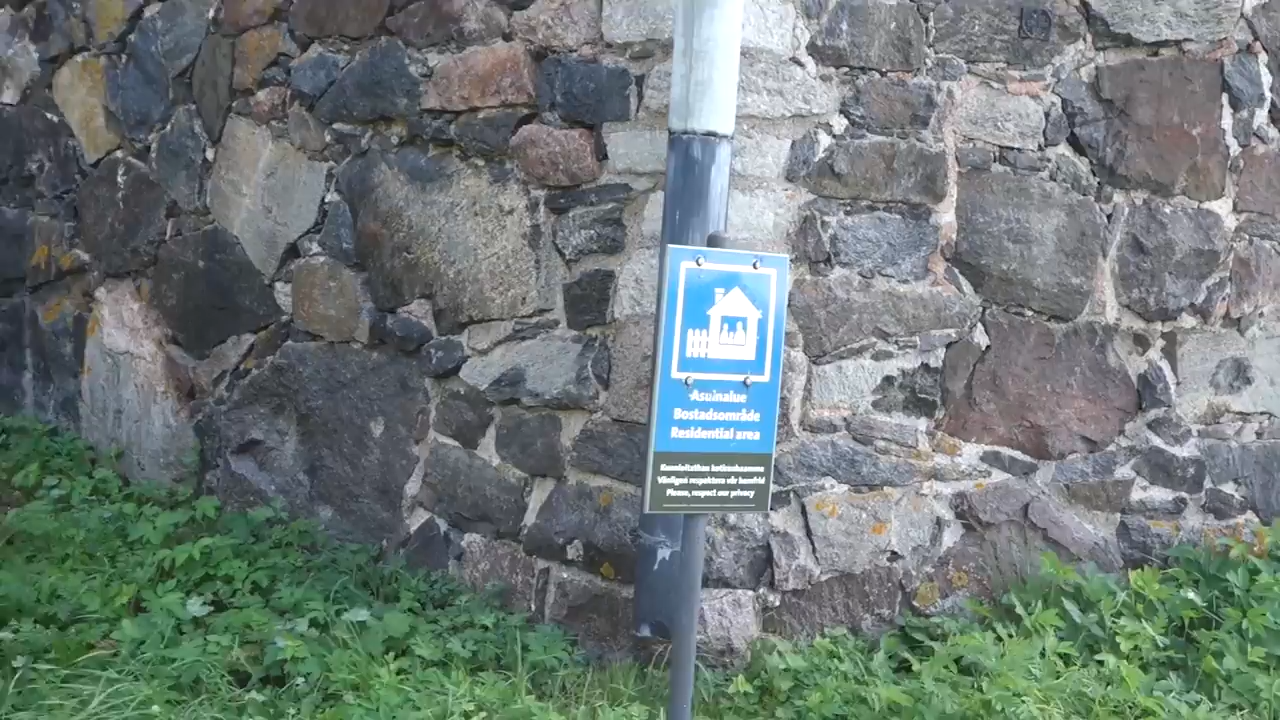 Asuinalue
Bostadsområde
Residential area
Kunnioitathan kotirauhaamme
Vänligen respektera vår hemfrid
Please, respect our privacy